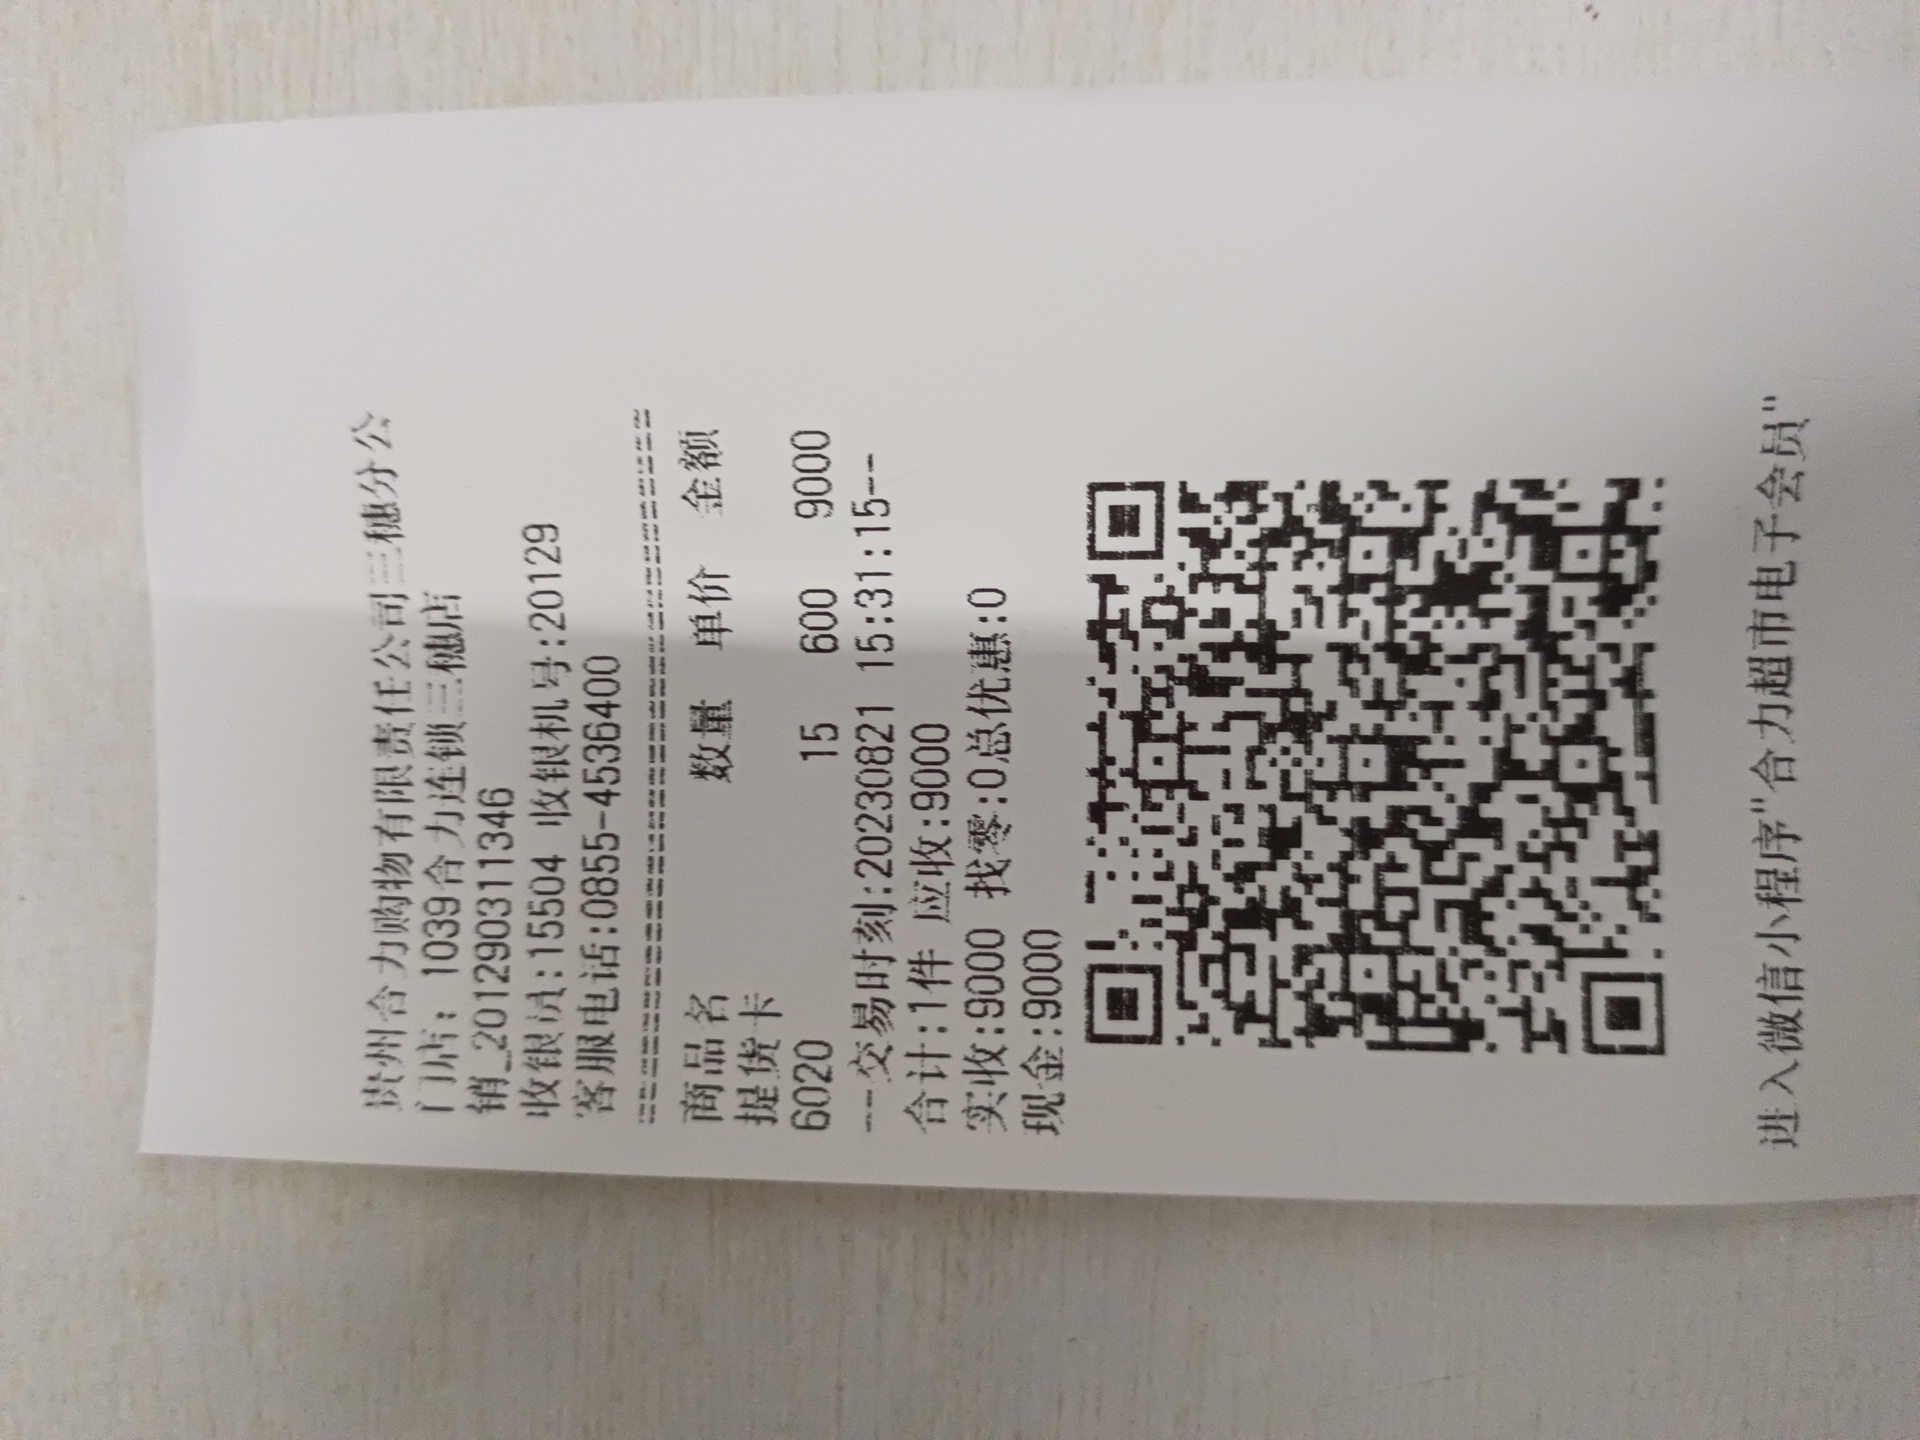 贵州合力购物有限责任公司三穗分公
门店: 1039合力连锁三穗店
销_201290311346
收银员:15504 收银机号:20129
客服电话:0855-4536400
==========================================
商品名 数量 单价 金额
提货卡
6020 15 600 9000
--交易时刻:20230821 15:31:15--
合计:1件 应收:9000
实收:9000 找零:0总优惠:0
现金:9000
进入微信小程序"合力超市电子会员"